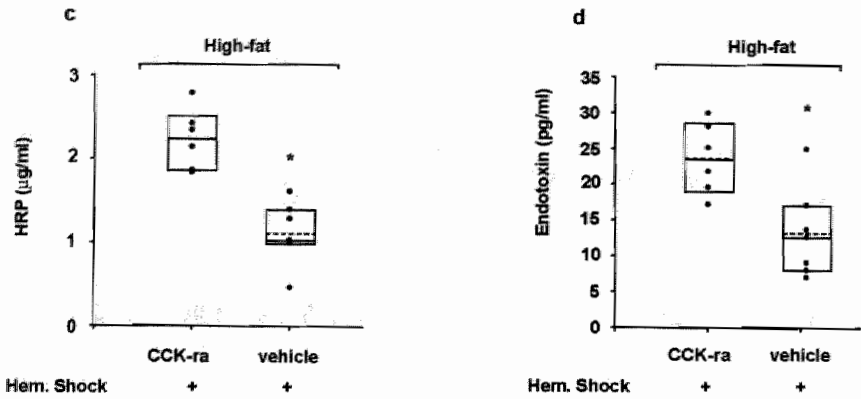 c
High-fat
3
2
1
0
HRP (µg/ml)
*
CCK-ra vehicle
Hem. Shock + +
d
High-fat
35
30
25
20
15
10
5
0
Endotoxin (pg/ml)
*
CCK-ra vehicle
Hem. Shock + +